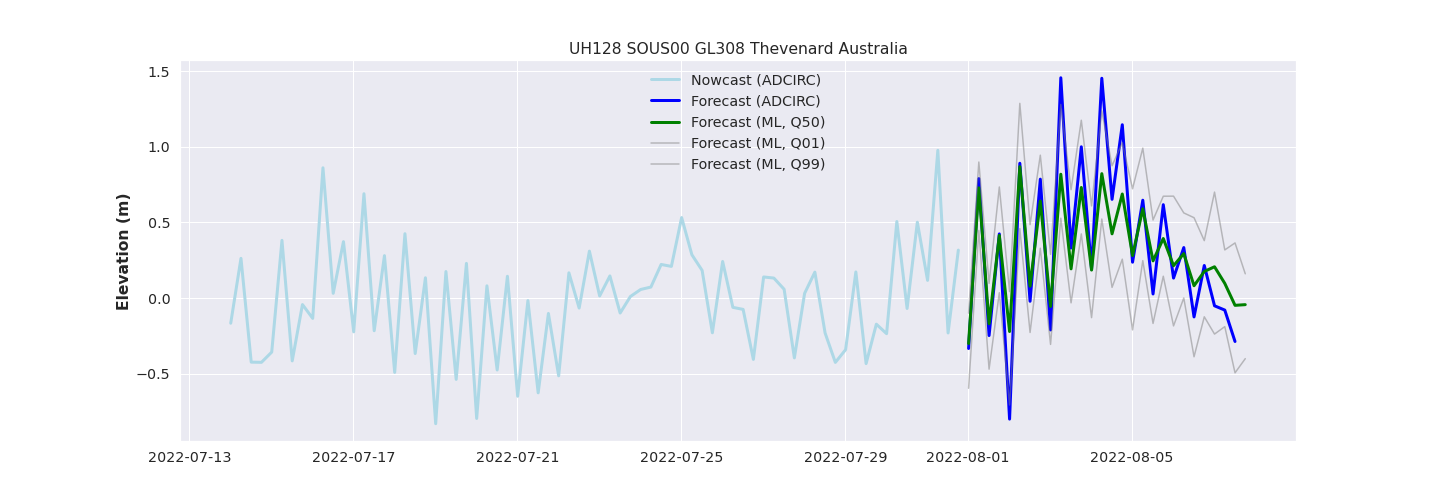 UH128 SOUS00 GL308 Thevenard Australia
Nowcast (ADCIRC)
Forecast (ADCIRC)
Forecast (ML, Q50)
Forecast (ML, Q01)
Forecast (ML, Q99)
Elevation (m)
1.5
1.0
0.5
0.0
−0.5
2022-07-13 2022-07-17 2022-07-21 2022-07-25 2022-07-29 2022-08-01 2022-08-05